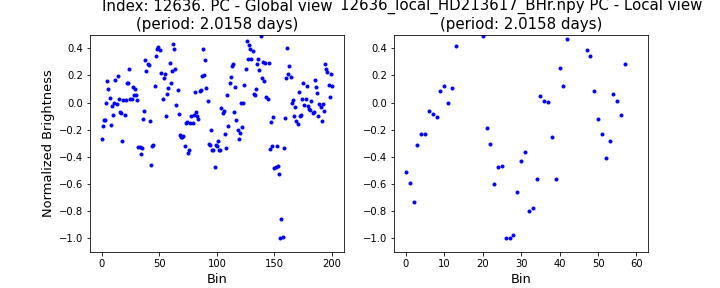 Index: 12636. PC - Global view
(period: 2.0158 days)
12636_local_HD213617_BHr.npy PC - Local view
(period: 2.0158 days)
Normalized Brightness
0.4
0.2
0.0
−0.2
−0.4
−0.6
−0.8
−1.0
0 50 100 150 200
Bin
0.4
0.2
0.0
−0.2
−0.4
−0.6
−0.8
−1.0
0 20 40 60
Bin